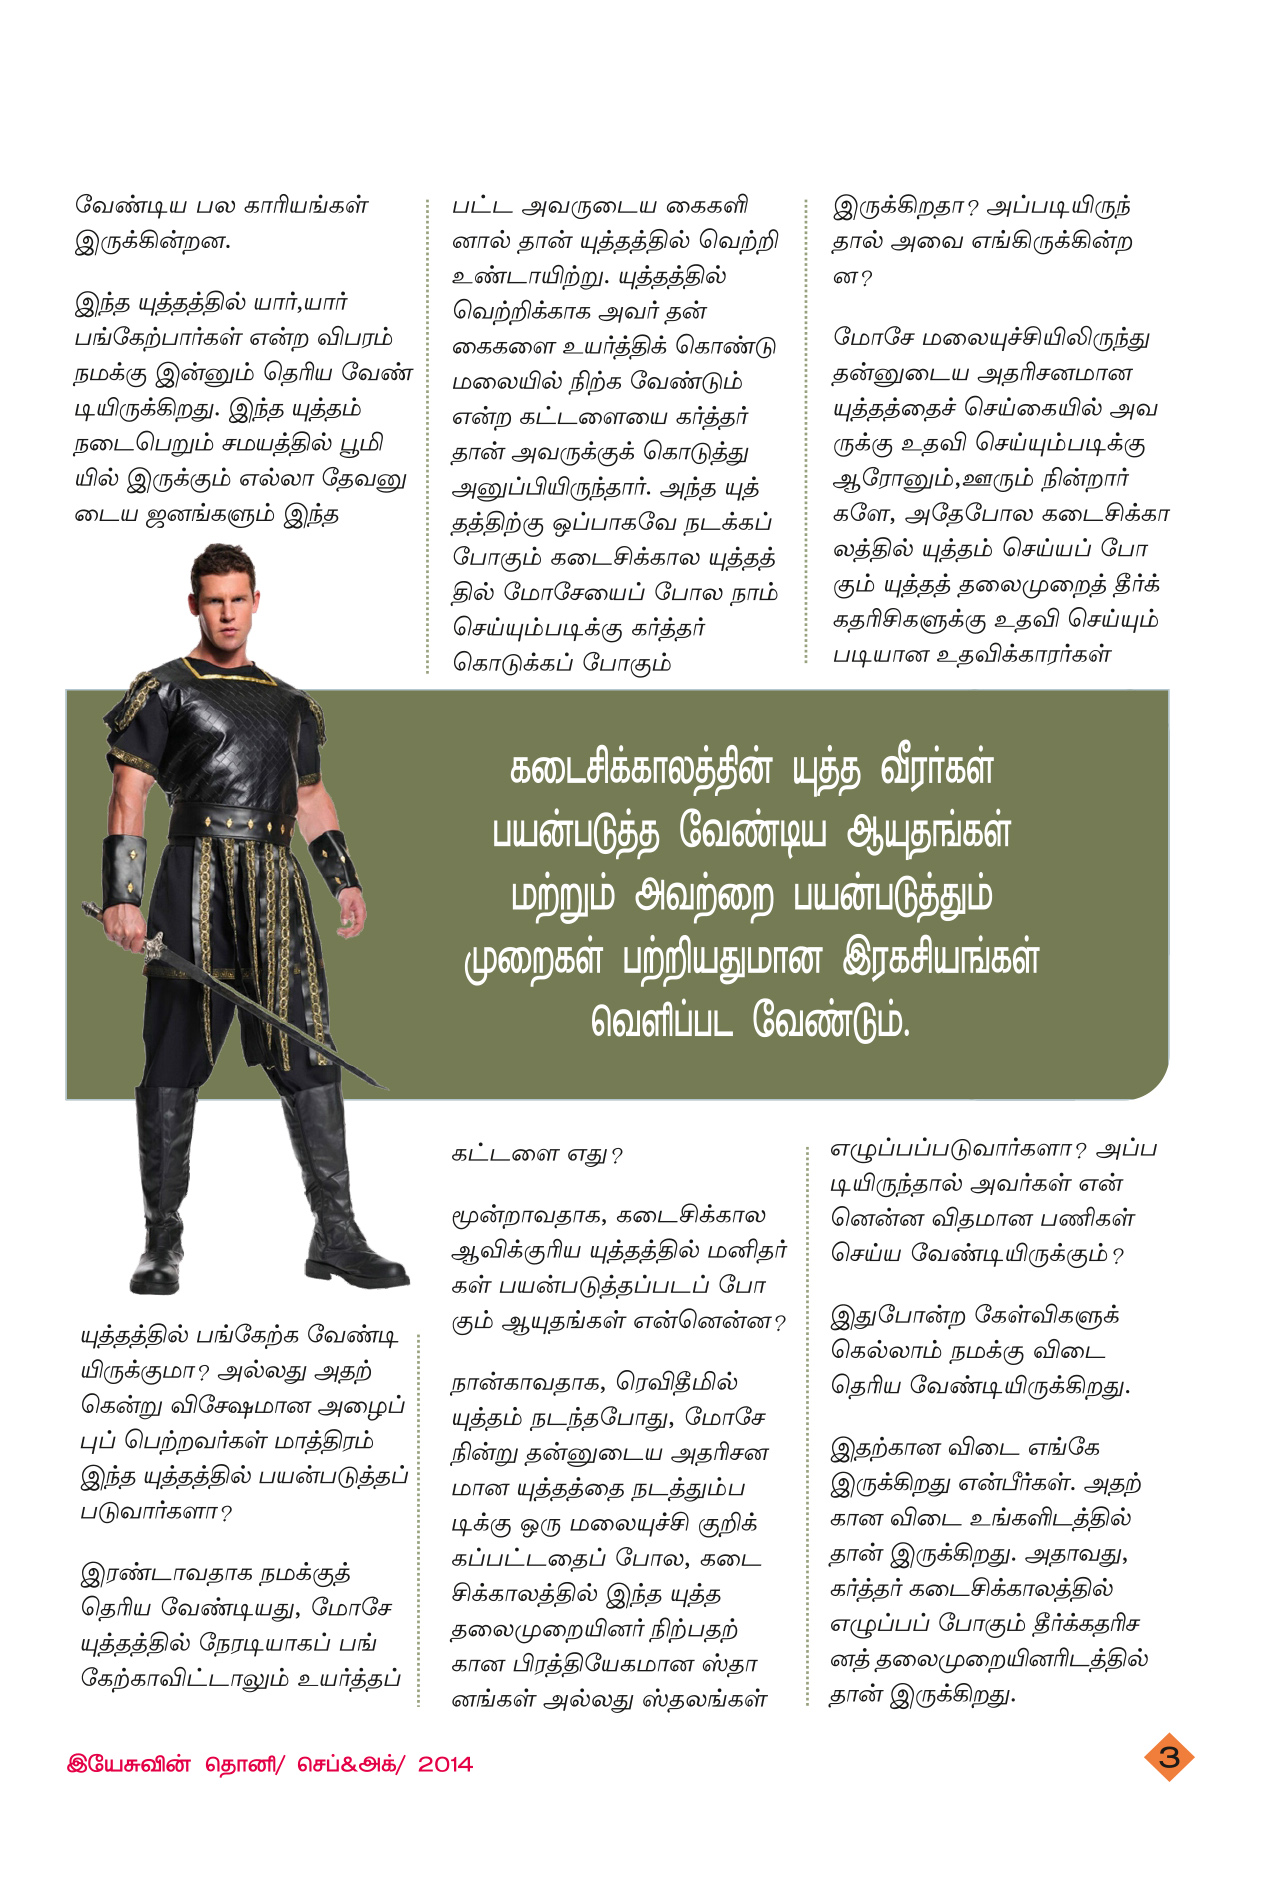 வேண்டிய பல காரியங்கள்
இருக்கின்றன.
இந்த யுத்தத்தில் யார்,யார்
பங்கேற்பார்கள் என்ற விபரம்
நமக்கு இன்னும் தெரிய வேண்
டியிருக்கிறது. இந்த யுத்தம்
நடைபெறும் சமயத்தில் பூமி
யில் இருக்கும் எல்லா தேவனு
டைய ஜனங்களும் இந்த
யுத்தத்தில் பங்கேற்க வேண்டி
யிருக்குமா? அல்லது அதற்
கென்று விசேஷமான அழைப்
புப் பெற்றவர்கள் மாத்திரம்
இந்த யுத்தத்தில் பயன்படுத்தப்
படுவார்களா?
இரண்டாவதாக நமக்குத்
தெரிய வேண்டியது, மோசே
யுத்தத்தில் நேரடியாகப் பங்
கேற்காவிட்டாலும் உயர்த்தப்
பட்ட அவருடைய கைகளி
னால் தான் யுத்தத்தில் வெற்றி
உண்டாயிற்று. யுத்தத்தில்
வெற்றிக்காக அவர் தன்
கைகளை உயர்த்திக் கொண்டு
மலையில் நிற்க வேண்டும்
என்ற கட்டளையை கர்த்தர்
தான் அவருக்குக் கொடுத்து
அனுப்பியிருந்தார். அந்த யுத்
தத்திற்கு ஒப்பாகவே நடக்கப்
போகும் கடைசிக்கால யுத்தத்
தில் மோசேயைப் போல நாம்
செய்யும்படிக்கு கர்த்தர்
கொடுக்கப் போகும்
கட்டளை எது?
மூன்றாவதாக, கடைசிக்கால
ஆவிக்குரிய யுத்தத்தில் மனிதர்
கள் பயன்படுத்தப்படப் போ
கும் ஆயுதங்கள் என்னென்ன?
நான்காவதாக, ரெவிதீமில்
யுத்தம் நடந்தபோது, மோசே
நின்று தன்னுடைய அதரிசன
மான யுத்தத்தை நடத்தும்ப
டிக்கு ஒரு மலையுச்சி குறிக்
கப்பட்டதைப் போல, கடை
சிக்காலத்தில் இந்த யுத்த
தலைமுறையினர் நிற்பதற்
கான பிரத்தியேகமான ஸ்தா
னங்கள் அல்லது ஸ்தலங்கள்
இருக்கிறதா? அப்படியிருந்
தால் அவை எங்கிருக்கின்ற
ன?
மோசே மலையுச்சியிலிருந்து
தன்னுடைய அதரிசனமான
யுத்தத்தைச் செய்கையில் அவ
ருக்கு உதவி செய்யும்படிக்கு
ஆரோனும்,ஊரும் நின்றார்
களே, அதேபோல கடைசிக்கா
லத்தில் யுத்தம் செய்யப் போ
கும் யுத்தத் தலைமுறைத் தீர்க்
கதரிசிகளுக்கு உதவி செய்யும்
படியான உதவிக்காரர்கள்
எழுப்பப்படுவார்களா? அப்ப
டியிருந்தால் அவர்கள் என்
னென்ன விதமான பணிகள்
செய்ய வேண்டியிருக்கும்?
இதுபோன்ற கேள்விகளுக்
கெல்லாம் நமக்கு விடை
தெரிய வேண்டியிருக்கிறது.
இதற்கான விடை எங்கே
இருக்கிறது என்பீர்கள். அதற்
கான விடை உங்களிடத்தில்
தான் இருக்கிறது. அதாவது,
கர்த்தர் கடைசிக்காலத்தில்
எழுப்பப் போகும் தீர்க்கதரிச
னத் தலைமுறையினரிடத்தில்
தான் இருக்கிறது.
கடைசிக்காலத்தின் யுத்த வீரர்கள்
பயன்படுத்த வேண்டிய ஆயுதங்கள்
மற்றும் அவற்றை பயன்படுத்தும்
முறைகள் பற்றியதுமான இரகசியங்கள்
வெளிப்பட வேண்டும்.
இயேசுவின் தொனி/ செப்&அக்/ 2014
3